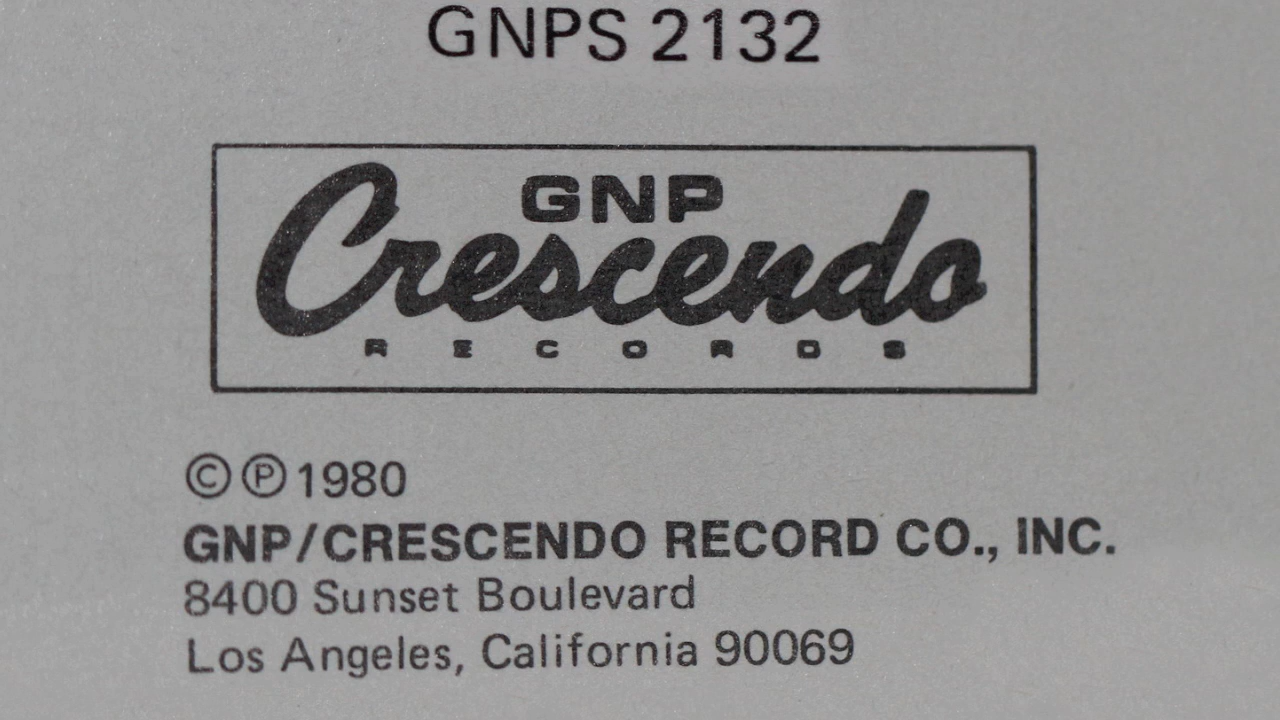 GNPS 2132
GNP
Crescendo
RECORDS
©℗1980
GNP/CRESCENDO RECORD CO., INC.
8400 Sunset Boulevard
Los Angeles, California 90069